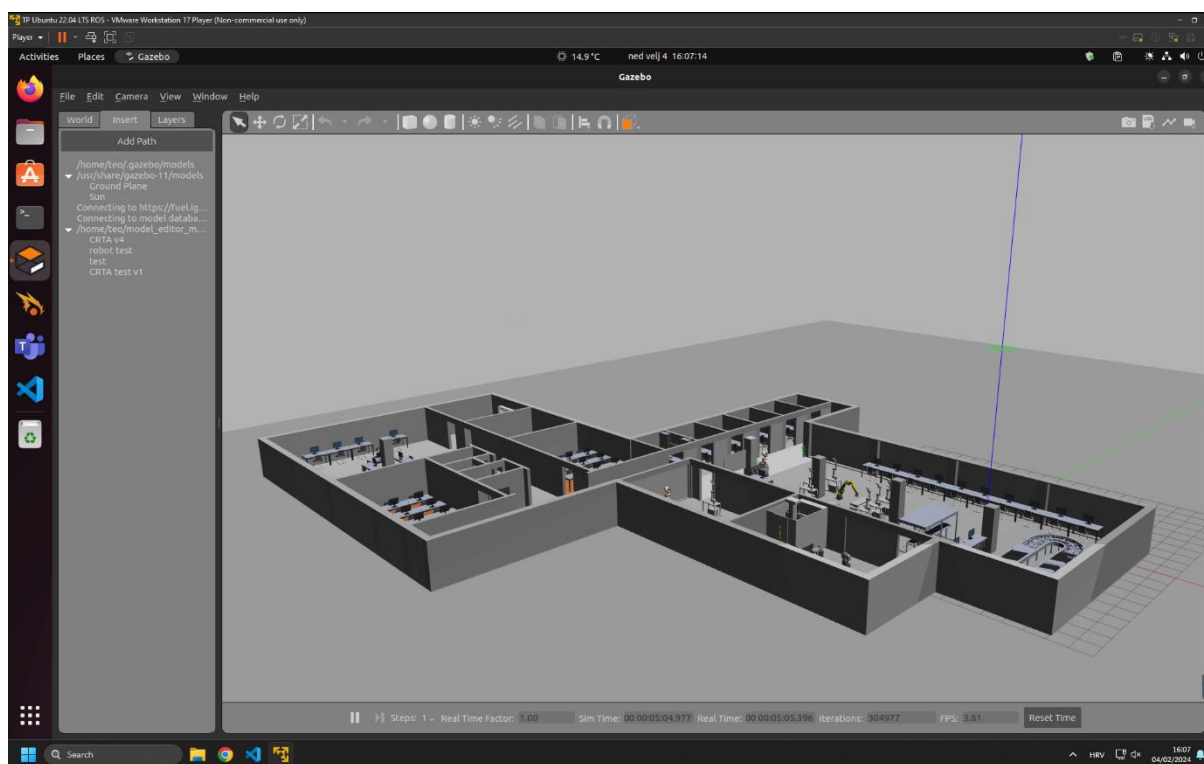 TP Ubuntu 22.04 LTS ROS - VMware Workstation 17 Player (Non-commercial use only)
Player
Activities Places Gazebo 14.9 °C ned velj 4 16:07:14
Gazebo
File Edit Camera View Window Help
World Insert Layers
Add Path
/home/teo/.gazebo/models
/usr/share/gazebo-11/models
Ground Plane
Sun
Connecting to https://fuel.ig...
Connecting to model databa...
/home/teo/model_editor_m...
CRTA v4
robot test
test
CRTA test v1
Steps: 1 Real Time Factor: 1.00 Sim Time: 00 00:05:04.977 Real Time: 00 00:05:05.396 Iterations: 304977 FPS: 3.81 Reset Time
Search HRV 16:07
04/02/2024